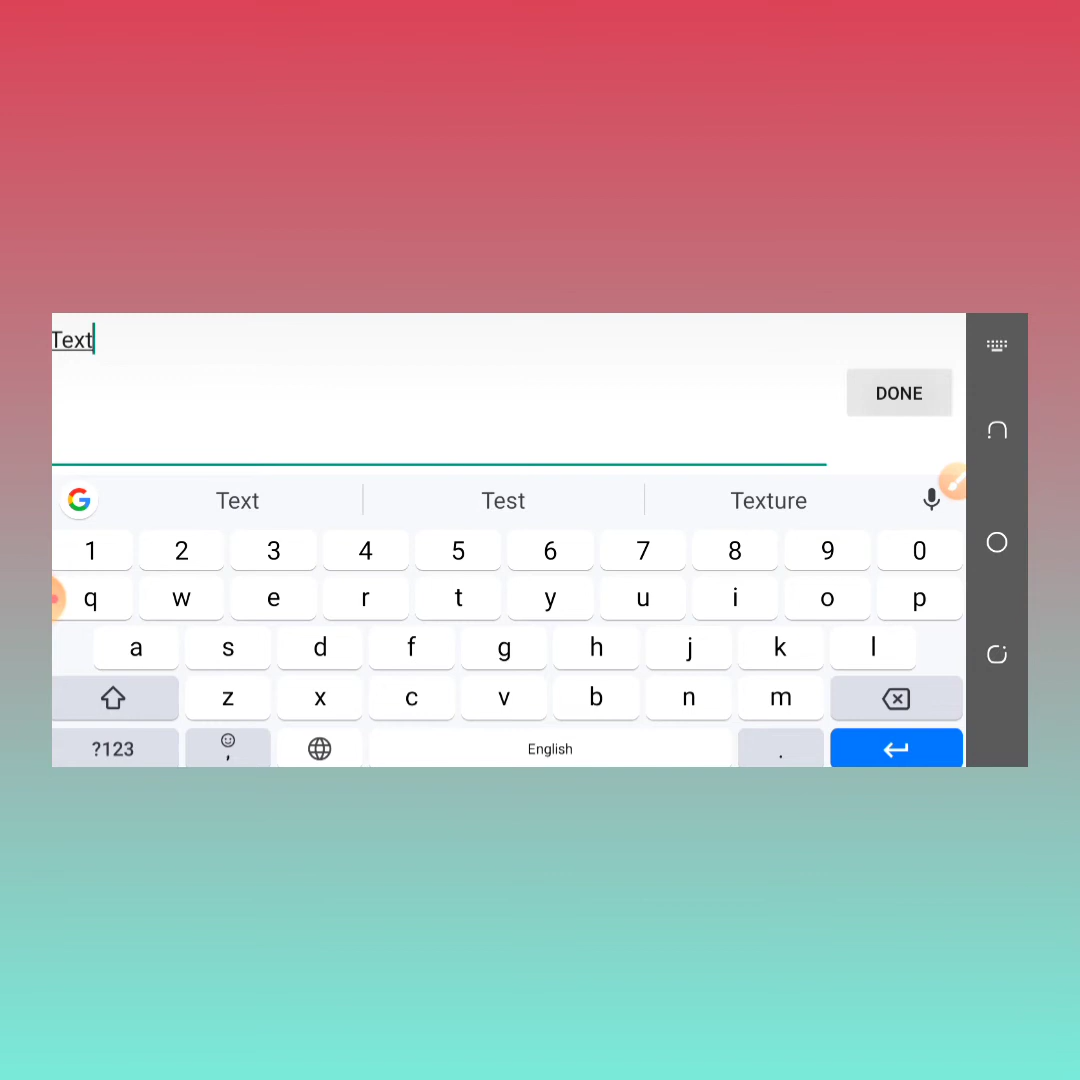 Text
DONE
Text Test Texture
1 2 3 4 5 6 7 8 9 0
q w e r t y u i o p
a s d f g h j k l
z x c v b n m
?123 , English .